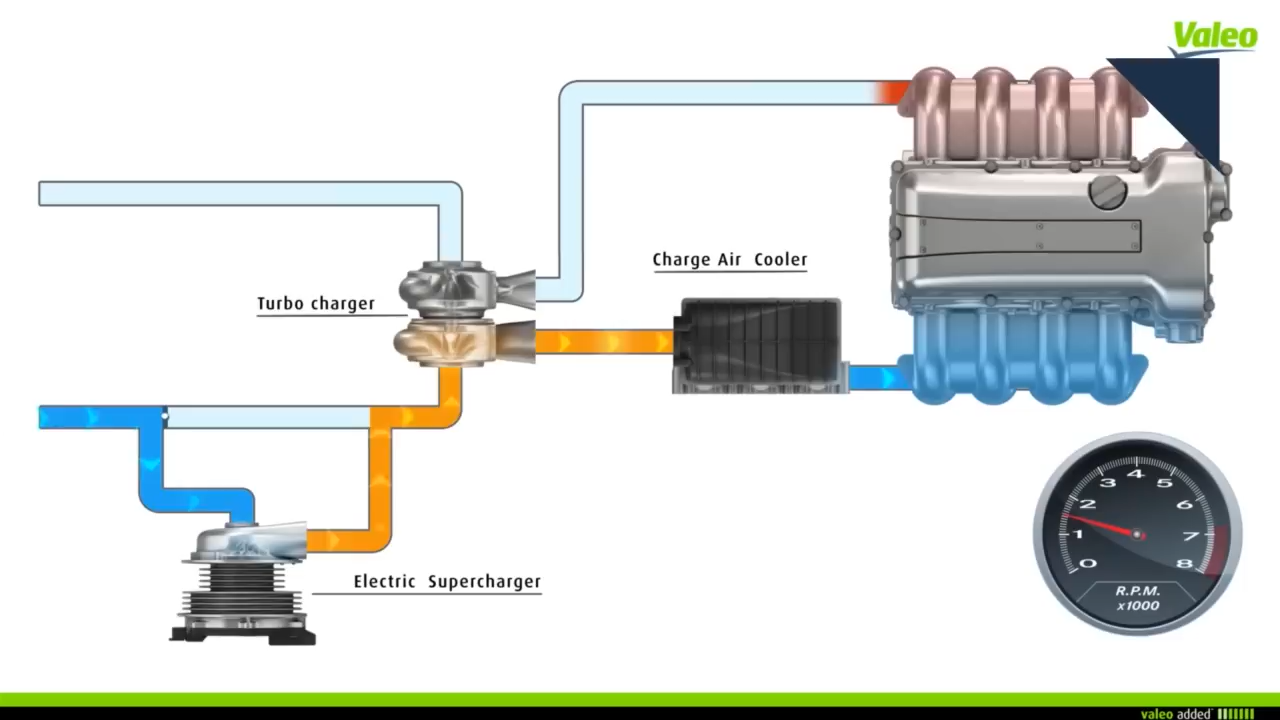 Valeo
Charge Air Cooler
Turbo charger
Electric Supercharger
0
1
2
3
4
5
6
7
8
R.P.M.
x1000
valeo added